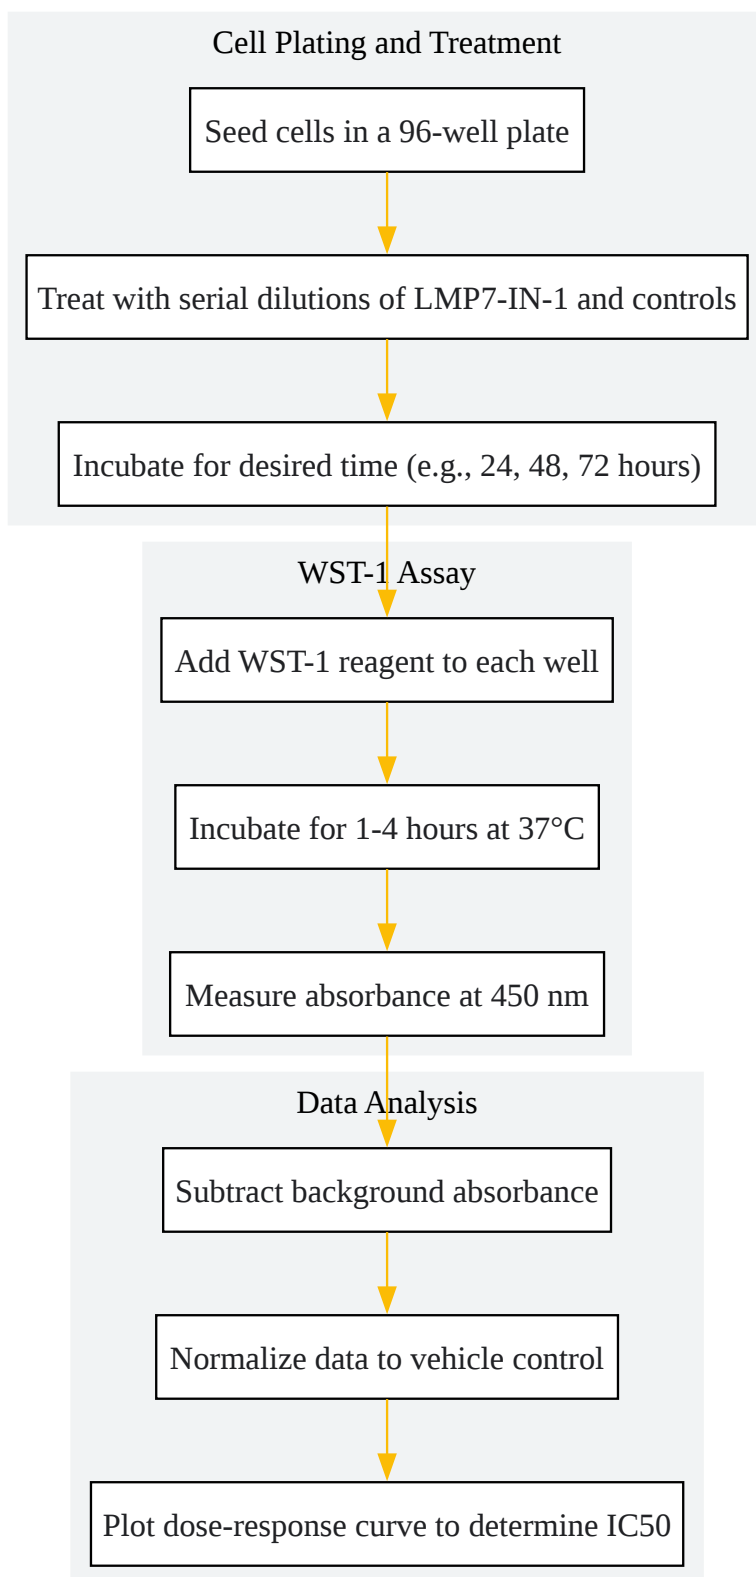 Cell Plating and Treatment
Seed cells in a 96-well plate
Treat with serial dilutions of LMP7-IN-1 and controls
Incubate for desired time (e.g., 24, 48, 72 hours)
WST-1 Assay
Add WST-1 reagent to each well
Incubate for 1-4 hours at 37°C
Measure absorbance at 450 nm
Data Analysis
Subtract background absorbance
Normalize data to vehicle control
Plot dose-response curve to determine IC50